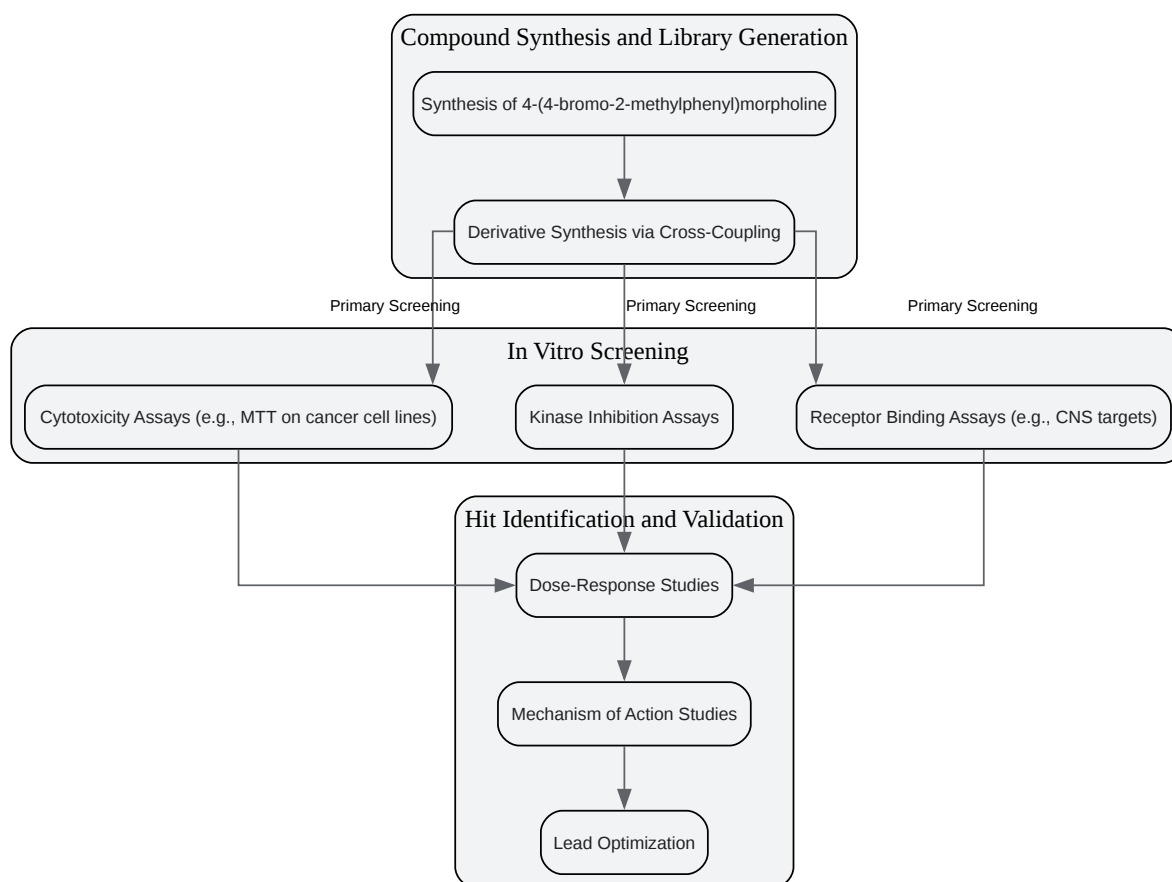 Compound Synthesis and Library Generation
Synthesis of 4-(4-bromo-2-methylphenyl)morpholine
Derivative Synthesis via Cross-Coupling
Primary Screening
Primary Screening
Primary Screening
In Vitro Screening
Cytotoxicity Assays (e.g., MTT on cancer cell lines)
Kinase Inhibition Assays
Receptor Binding Assays (e.g., CNS targets)
Hit Identification and Validation
Dose-Response Studies
Mechanism of Action Studies
Lead Optimization